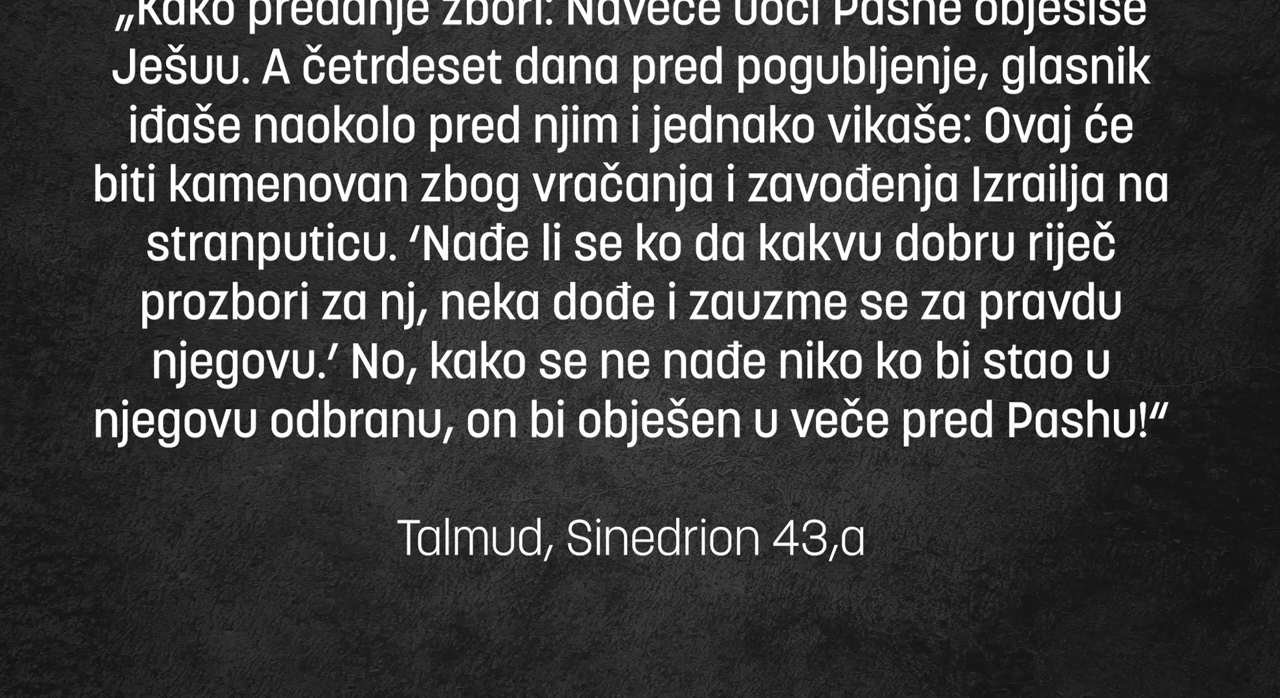 „Kako predanje zbori: Naveče uoči Pashe objesiše
Ješuu. A četrdeset dana pred pogubljenje, glasnik
iđaše naokolo pred njim i jednako vikaše: Ovaj će
biti kamenovan zbog vračanja i zavođenja Izrailja na
stranputicu. ‘Nađe li se ko da kakvu dobru riječ
prozbori za nj, neka dođe i zauzme se za pravdu
njegovu.’ No, kako se ne nađe niko ko bi stao u
njegovu odbranu, on bi obješen u veče pred Pashu!“
Talmud, Sinedrion 43,a